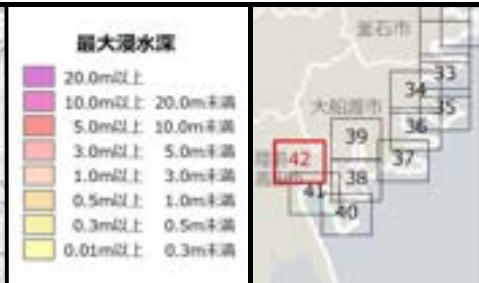 最大浸水深
20.0m以上
10.0m以上 20.0m未満
5.0m以上 10.0m未満
3.0m以上 5.0m未満
1.0m以上 3.0m未満
0.5m以上 1.0m未満
0.3m以上 0.5m未満
0.01m以上 0.3m未満
釜石市
33
34
35
大船渡市
36
39
37
42
38
41
40